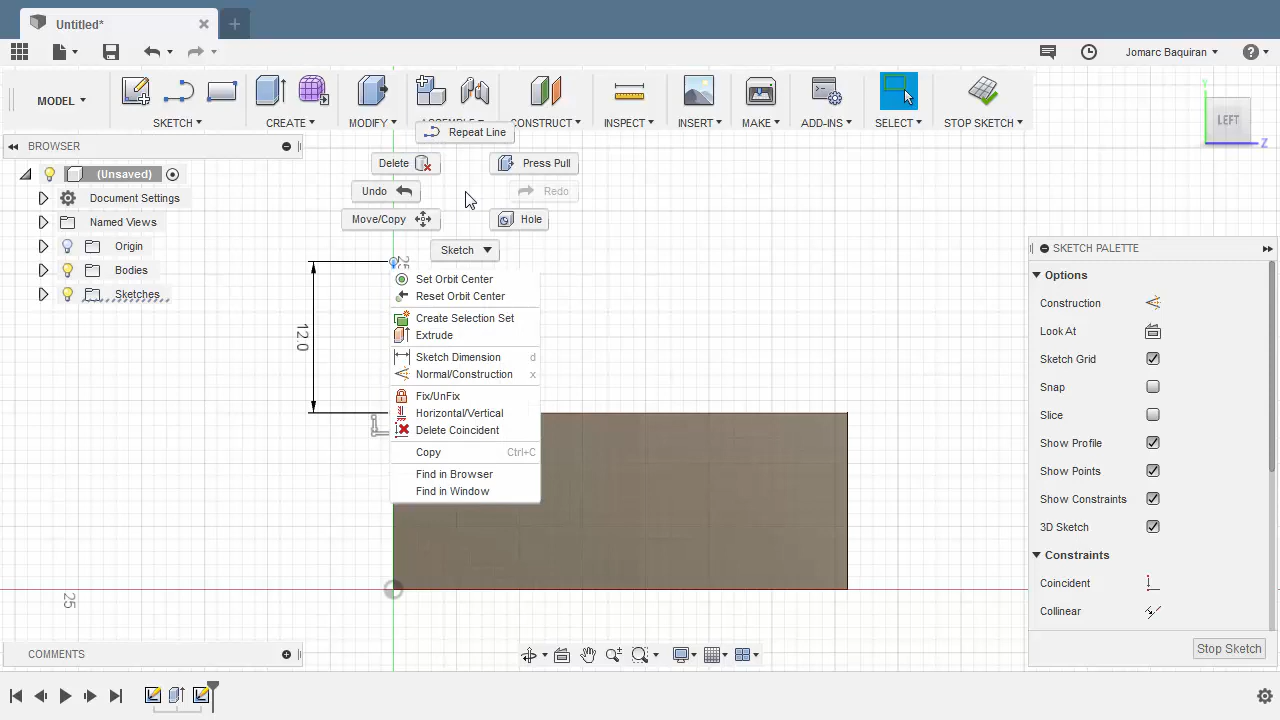 Untitled*
Jomarc Baquiran
MODEL
SKETCH
CREATE
MODIFY
ASSEMBLE
CONSTRUCT
INSPECT
INSERT
MAKE
ADD-INS
SELECT
STOP SKETCH
BROWSER
(Unsaved)
Document Settings
Named Views
Origin
Bodies
Sketches
Repeat Line
Delete
Press Pull
Undo
Redo
Move/Copy
Hole
Sketch
Set Orbit Center
Reset Orbit Center
Create Selection Set
Extrude
Sketch Dimension d
Normal/Construction x
Fix/UnFix
Horizontal/Vertical
Delete Coincident
Copy Ctrl+C
Find in Browser
Find in Window
12.0
25
25
Y
LEFT
Z
SKETCH PALETTE
Options
Construction
Look At
Sketch Grid
Snap
Slice
Show Profile
Show Points
Show Constraints
3D Sketch
Constraints
Coincident
Collinear
Stop Sketch
COMMENTS